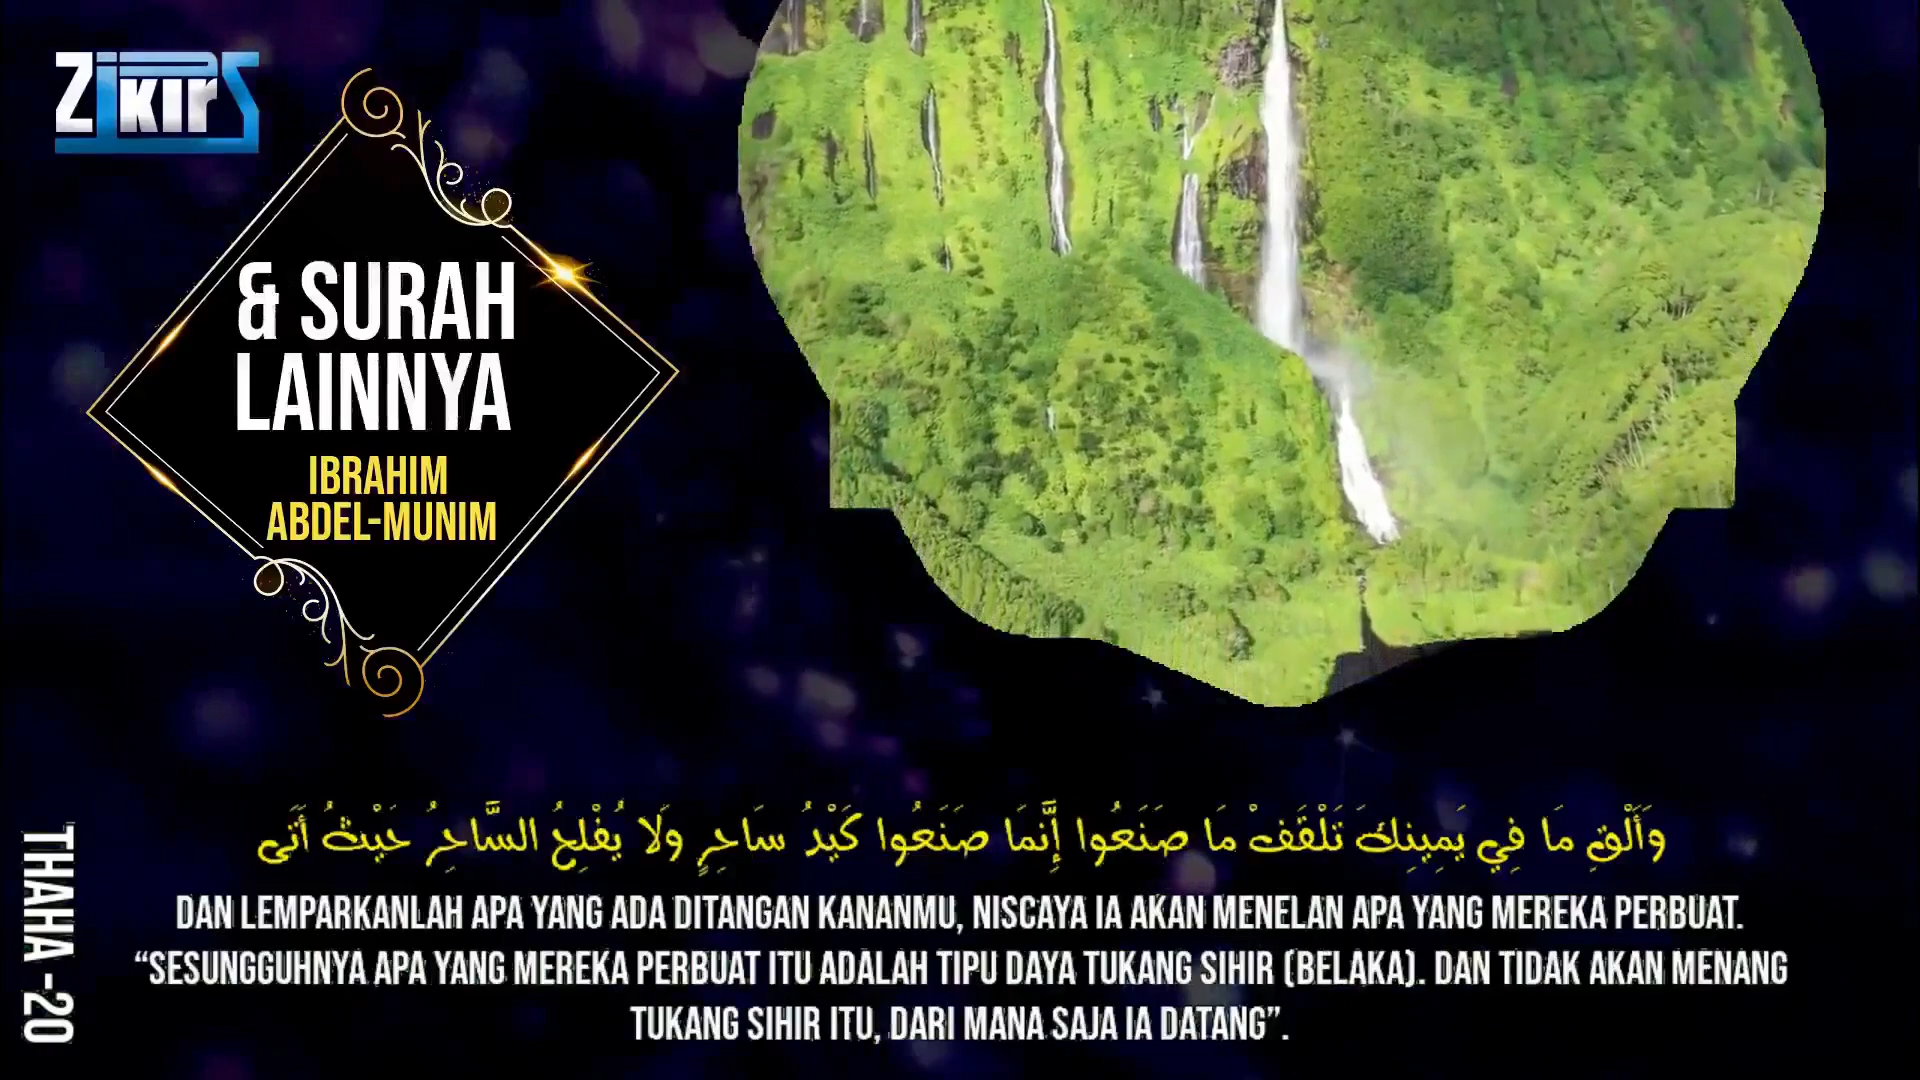 ZikirS
& SURAH
LAINNYA
IBRAHIM
ABDEL-MUNIM
وَأَلْقِ مَا فِي يَمِينِكَ تَلْقَفْ مَا صَنَعُوا إِنَّمَا صَنَعُوا كَيْدُ سَاحِرٍ وَلَا يُفْلِحُ السَّاحِرُ حَيْثُ أَتَى
DAN LEMPARKANLAH APA YANG ADA DITANGAN KANANMU, NISCAYA IA AKAN MENELAN APA YANG MEREKA PERBUAT.
“SESUNGGUHNYA APA YANG MEREKA PERBUAT ITU ADALAH TIPU DAYA TUKANG SIHIR (BELAKA). DAN TIDAK AKAN MENANG
TUKANG SIHIR ITU, DARI MANA SAJA IA DATANG”.
THAHA -20